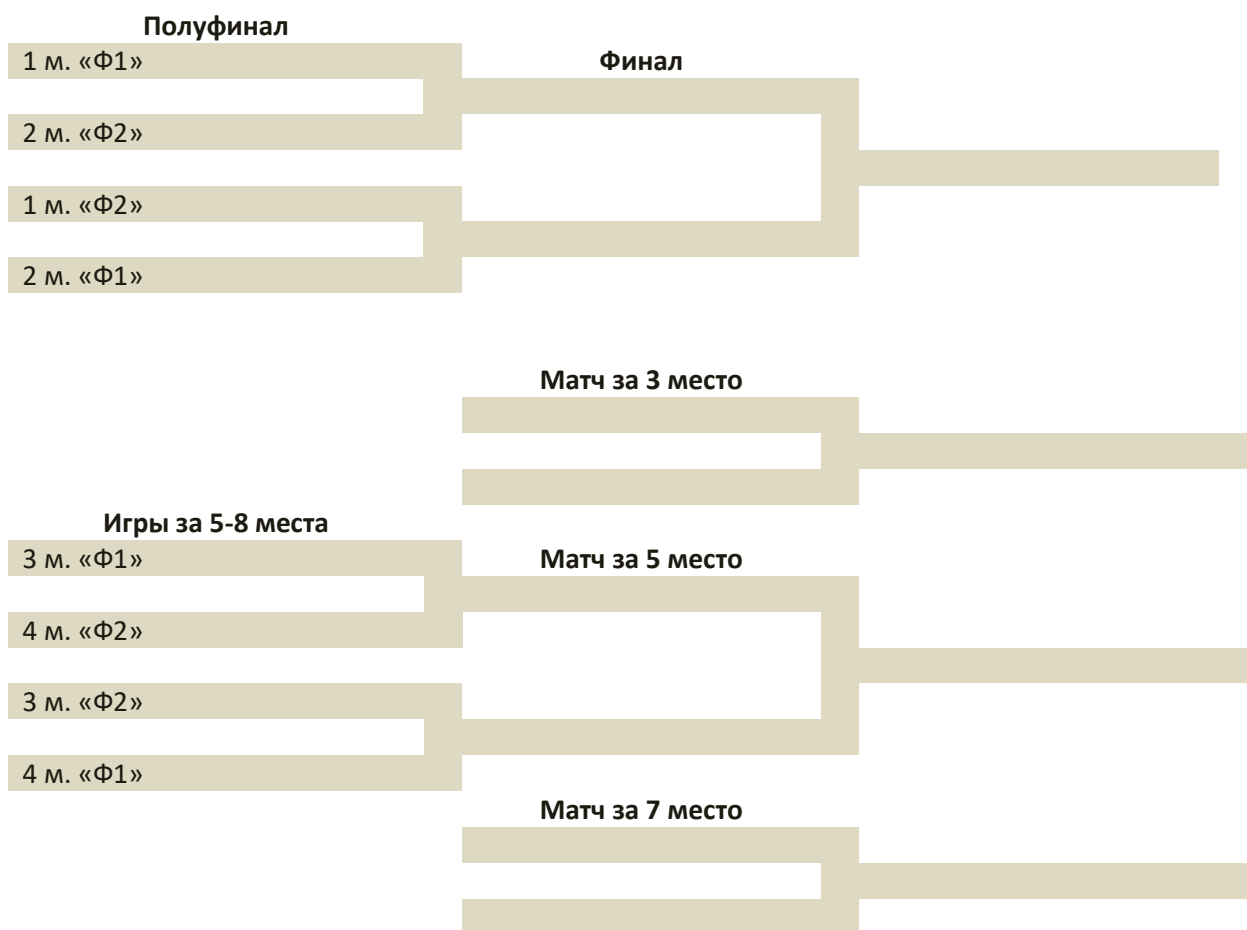 Полуфинал
1 м. «Ф1»
Финал
2 м. «Ф2»
1 м. «Ф2»
2 м. «Ф1»
Матч за 3 место
Игры за 5-8 места
3 м. «Ф1»
Матч за 5 место
4 м. «Ф2»
3 м. «Ф2»
4 м. «Ф1»
Матч за 7 место